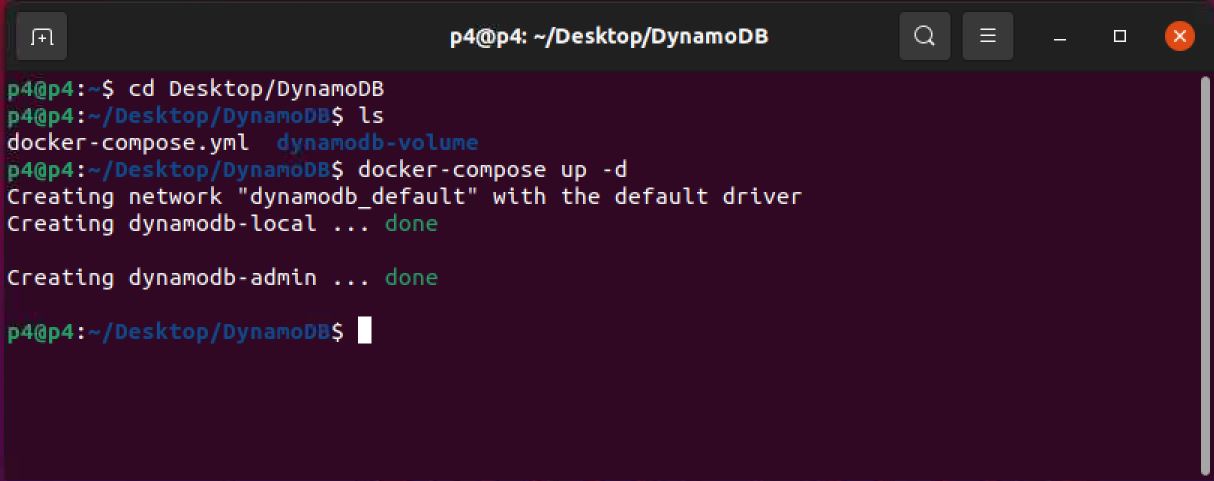 p4@p4: ~/Desktop/DynamoDB
p4@p4:~$ cd Desktop/DynamoDB
p4@p4:~/Desktop/DynamoDB$ ls
docker-compose.yml  dynamodb-volume
p4@p4:~/Desktop/DynamoDB$ docker-compose up -d
Creating network "dynamodb_default" with the default driver
Creating dynamodb-local ... done
Creating dynamodb-admin ... done
p4@p4:~/Desktop/DynamoDB$